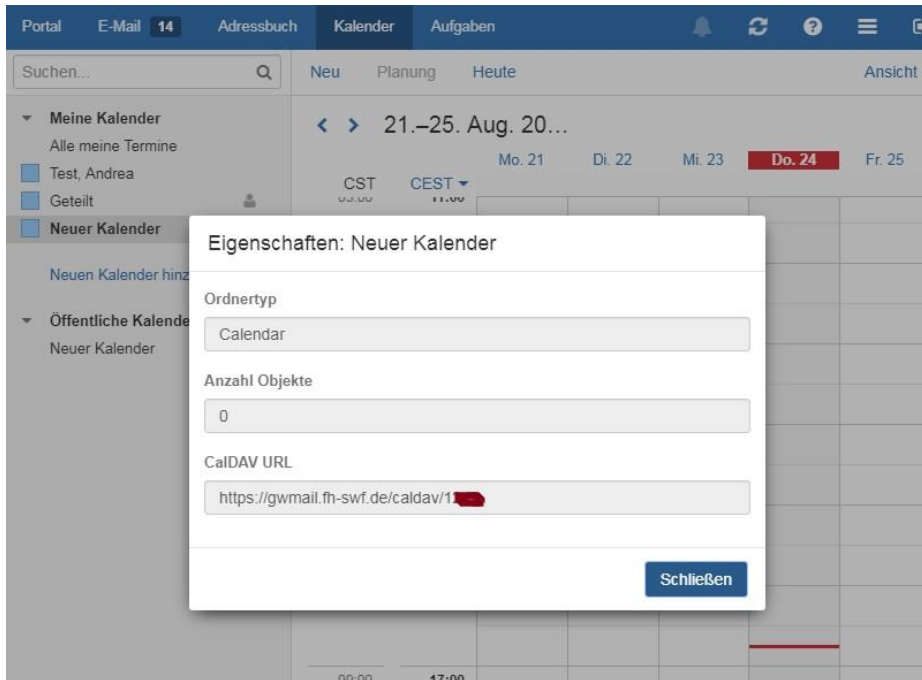 Portal E-Mail 14 Adressbuch Kalender Aufgaben
Suchen...
Neu Planung Heute Ansicht
Meine Kalender
Alle meine Termine
Test, Andrea
Geteilt
Neuer Kalender
Neuen Kalender hinz
Öffentliche Kalende
Neuer Kalender
21.–25. Aug. 20...
Mo. 21 Di. 22 Mi. 23 Do. 24 Fr. 25
CST CEST
Eigenschaften: Neuer Kalender
Ordnertyp
Calendar
Anzahl Objekte
0
CalDAV URL
https://gwmail.fh-swf.de/caldav/1
Schließen
09:00 17:00